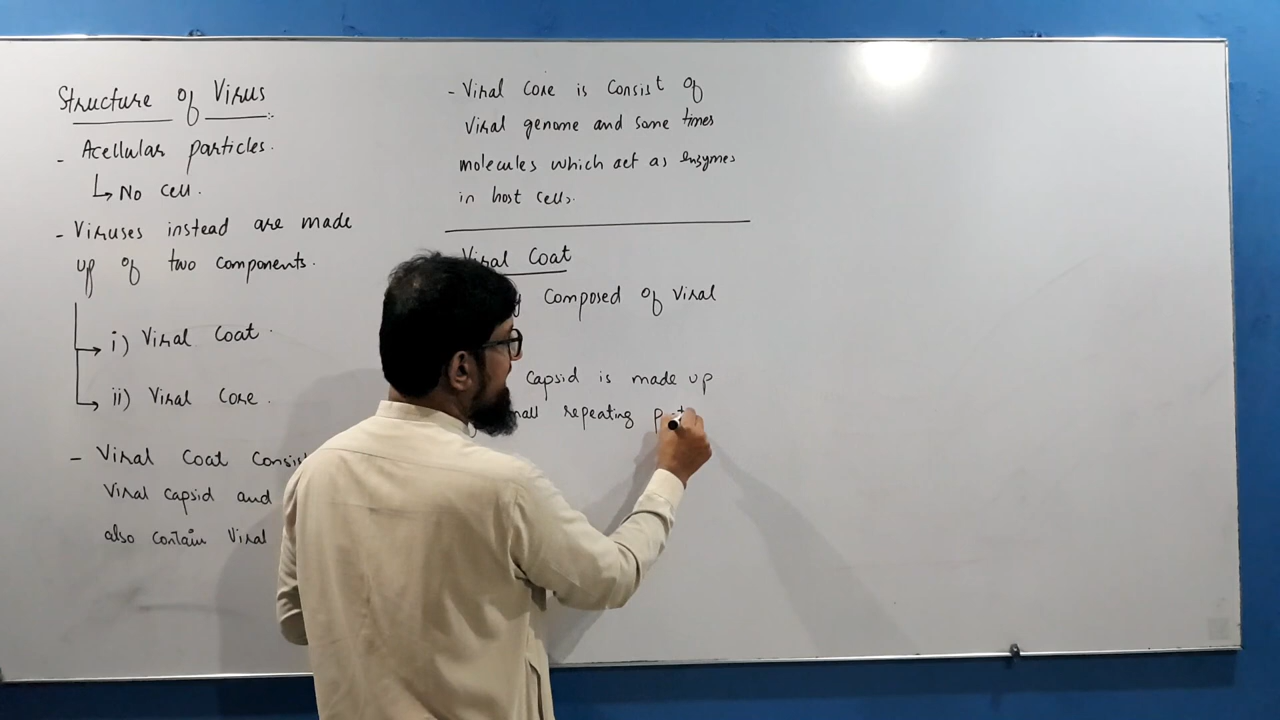 Structure of Virus :-
- Acellular particles.
↳ No cell.
- Viruses instead are made
up of two components.
i) Viral Coat.
ii) Viral Core.
- Viral Coat
Viral capsid and
also contain Viral
- Viral Core is Consist of
Viral genome and some times
molecules which act as enzymes
in host cells.
Viral Coat
Composed of Viral
Capsid is made up
repeating